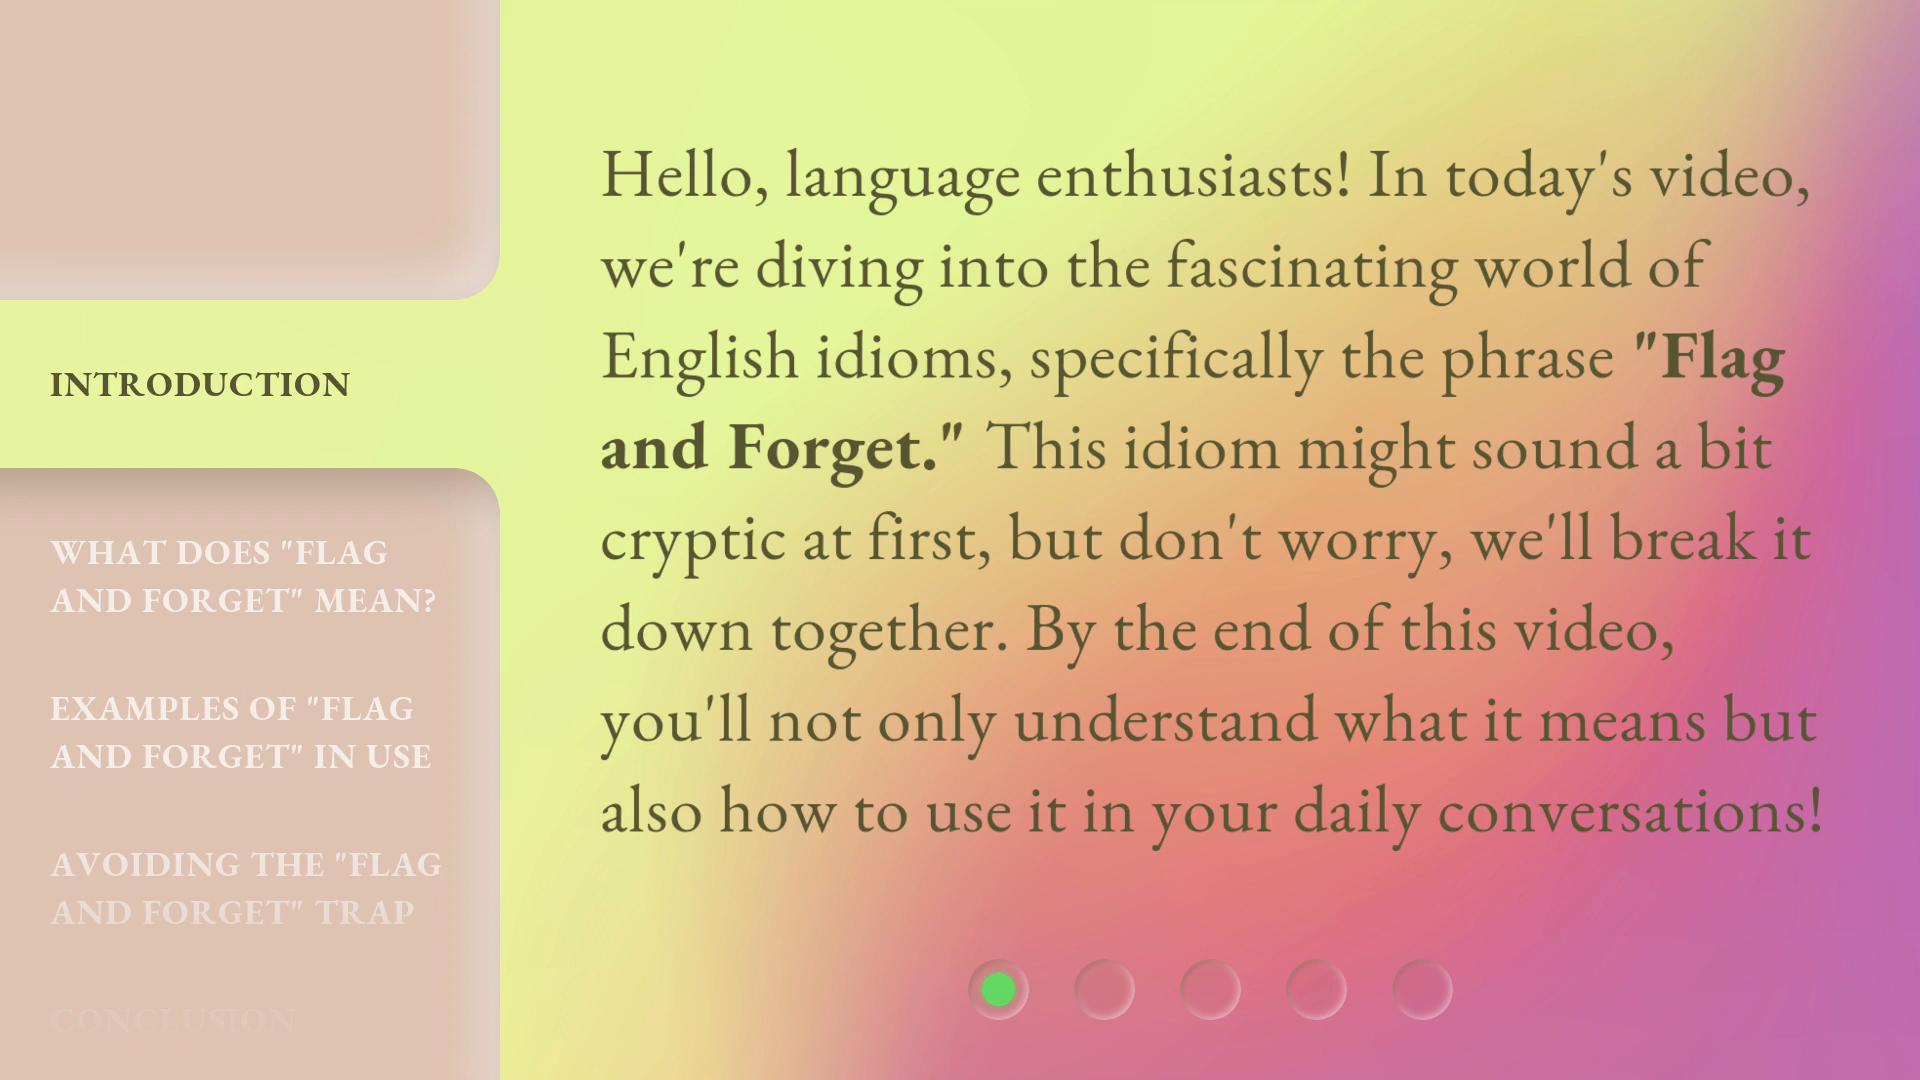 INTRODUCTION
WHAT DOES "FLAG
AND FORGET" MEAN?
EXAMPLES OF "FLAG
AND FORGET" IN USE
AVOIDING THE "FLAG
AND FORGET" TRAP
CONCLUSION
Hello, language enthusiasts! In today's video,
we're diving into the fascinating world of
English idioms, specifically the phrase "Flag
and Forget." This idiom might sound a bit
cryptic at first, but don't worry, we'll break it
down together. By the end of this video,
you'll not only understand what it means but
also how to use it in your daily conversations!